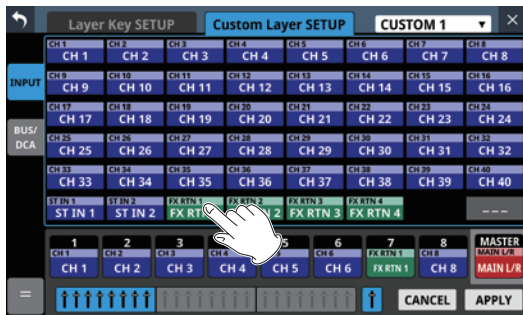 Layer Key SETUP Custom Layer SETUP CUSTOM 1
CH 1 CH 2 CH 3 CH 4 CH 5 CH 6 CH 7 CH 8
CH 1 CH 2 CH 3 CH 4 CH 5 CH 6 CH 7 CH 8
INPUT
CH 9 CH 10 CH 11 CH 12 CH 13 CH 14 CH 15 CH 16
CH 9 CH 10 CH 11 CH 12 CH 13 CH 14 CH 15 CH 16
CH 17 CH 18 CH 19 CH 20 CH 21 CH 22 CH 23 CH 24
CH 17 CH 18 CH 19 CH 20 CH 21 CH 22 CH 23 CH 24
BUS/
DCA
CH 25 CH 26 CH 27 CH 28 CH 29 CH 30 CH 31 CH 32
CH 25 CH 26 CH 27 CH 28 CH 29 CH 30 CH 31 CH 32
CH 33 CH 34 CH 35 CH 36 CH 37 CH 38 CH 39 CH 40
CH 33 CH 34 CH 35 CH 36 CH 37 CH 38 CH 39 CH 40
ST IN 1 ST IN 2 FX RTN 1 FX RTN 2 FX RTN 3 FX RTN 4
ST IN 1 ST IN 2 FX 2 FX RTN 3 FX RTN 4 ---
1 2 3 5 6 7 8 MASTER
CH 1 CH 2 CH 3 CH 4 CH 5 CH 6 FX RTN 1 CH 8 MAIN L/R
CH 1 CH 2 CH 3 CH 4 CH 5 CH 6 FX RTN 1 CH 8 MAIN L/R
CANCEL APPLY